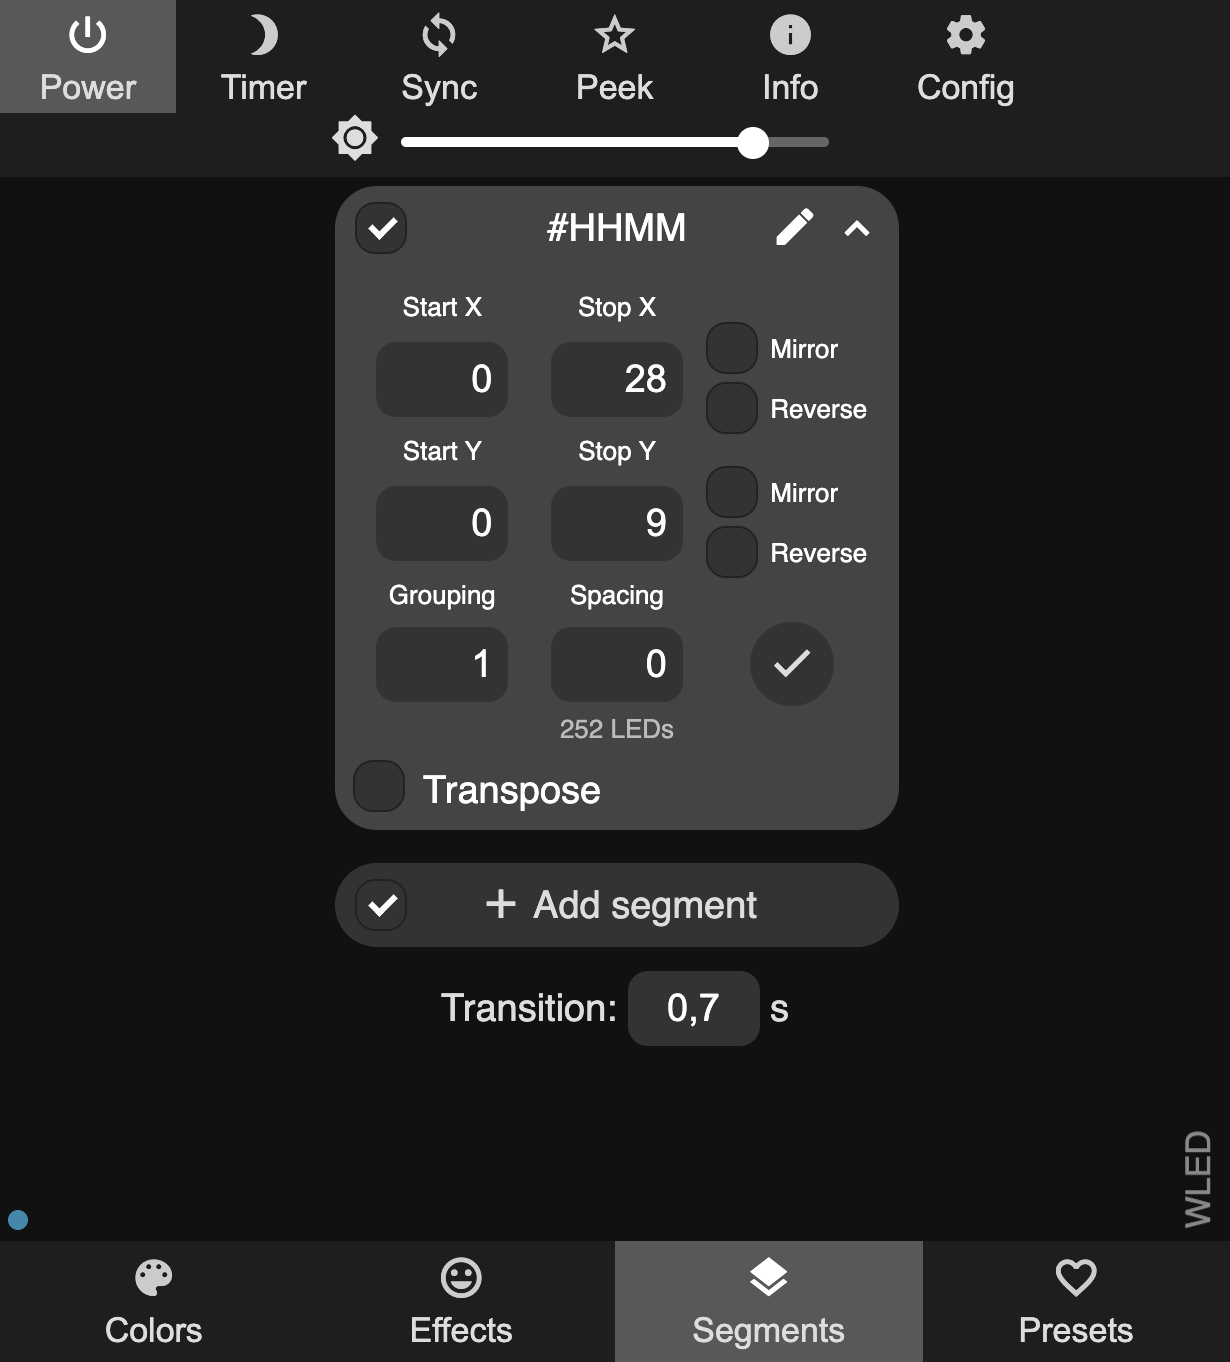 Power Timer Sync Peek Info Config
#HHMM
Start X Stop X
0 28
Mirror
Reverse
Start Y Stop Y
0 9
Mirror
Reverse
Grouping Spacing
1 0
252 LEDs
Transpose
+ Add segment
Transition: 0,7 s
WLED
Colors Effects Segments Presets